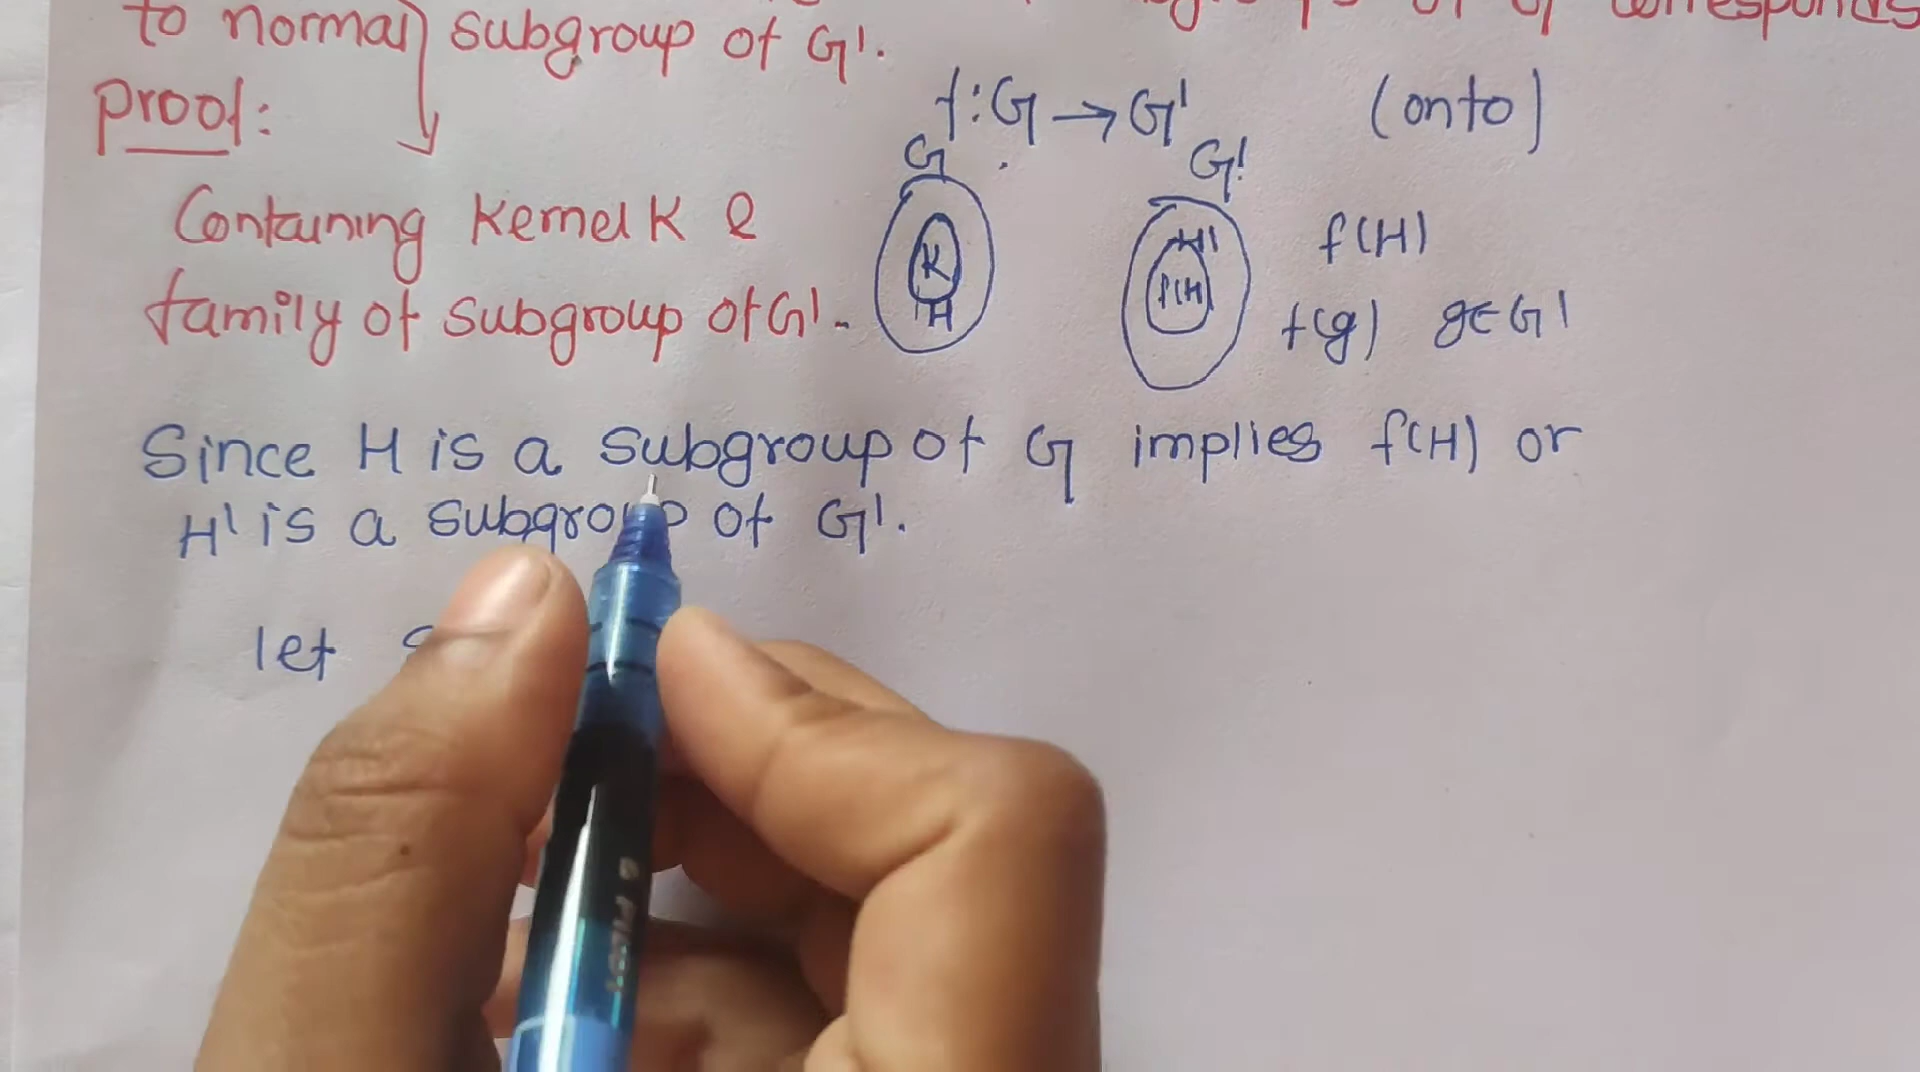 to normal subgroup of G'.
proof:
f:G → G' (onto)
G G'
Containing Kernel K &
K H' f(H)
family of subgroup of G'.
H f(H) f(g) g∈G'
Since H is a subgroup of G implies f(H) or
H' is a subgroup of G'.
let